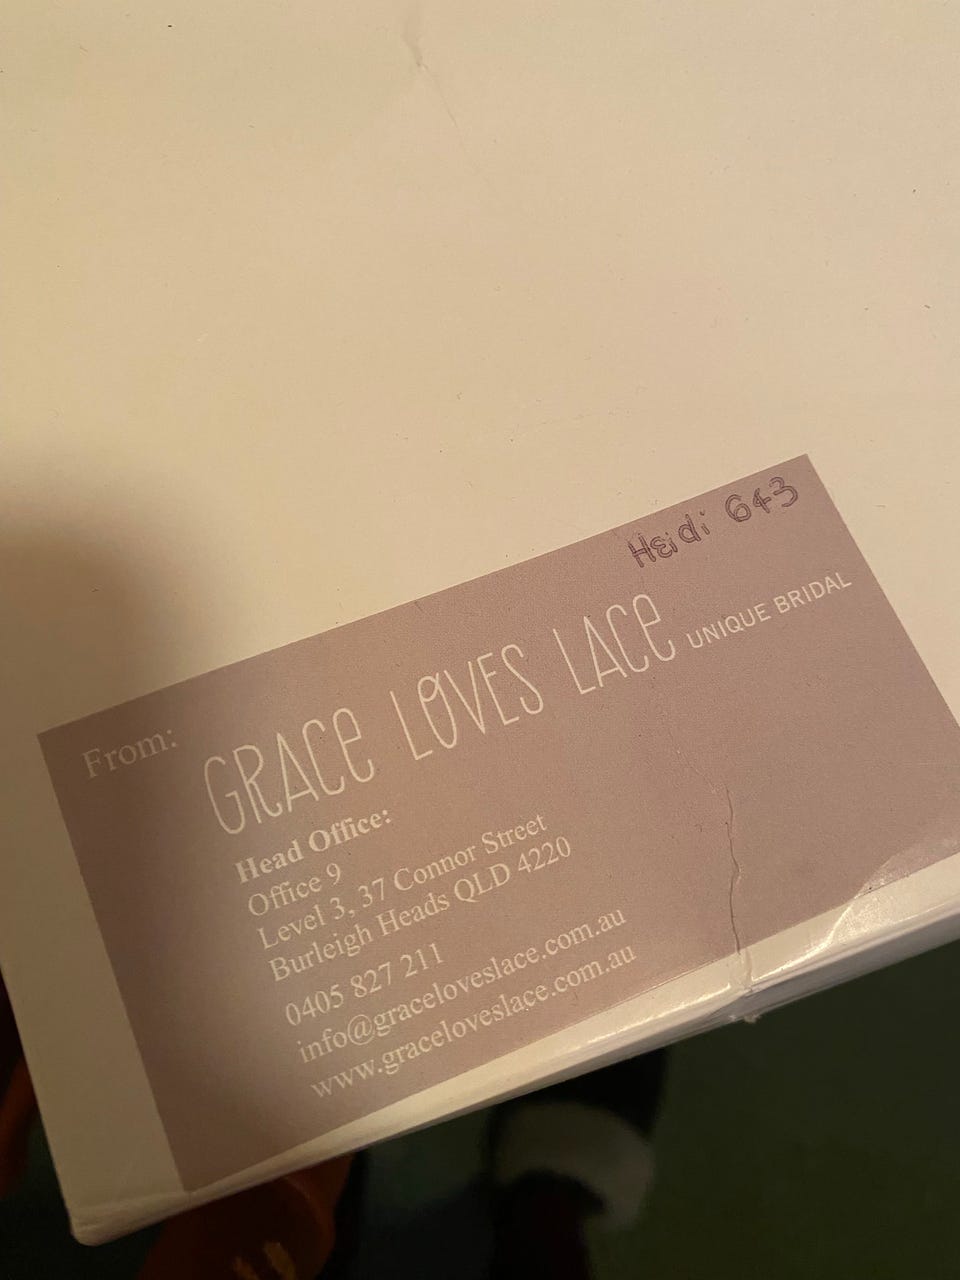 Heidi 643
From:
GRACE LOVES LACE UNIQUE BRIDAL
Head Office:
Office 9
Level 3, 37 Connor Street
Burleigh Heads QLD 4220
0405 827 211
info@graceloveslace.com.au
www.graceloveslace.com.au